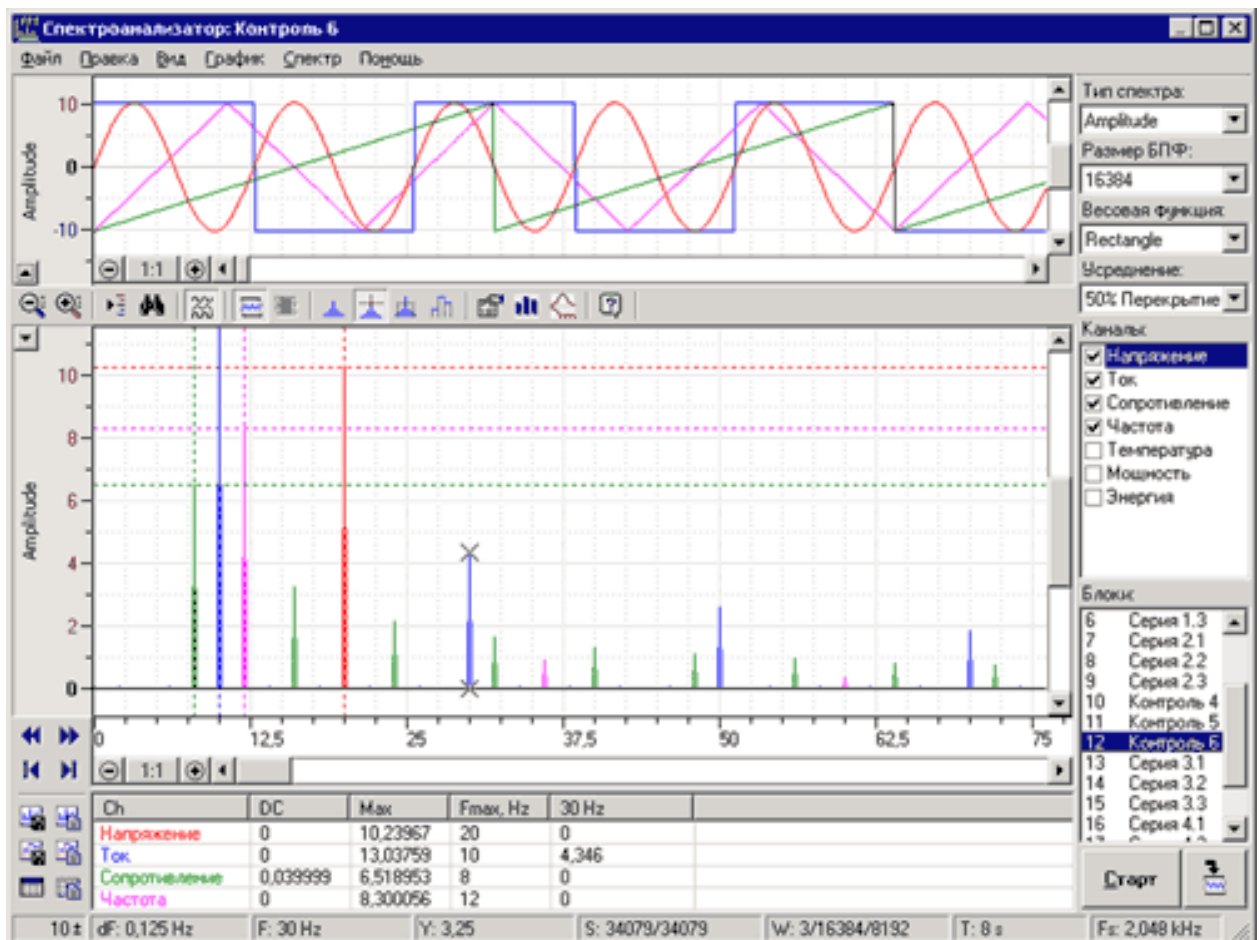 Спектроанализатор: Контроль 6
Файл Правка Вид График Спектр Помощь
Amplitude
10
0
-10
1:1
Тип спектра:
Amplitude
Размер БПФ:
16384
Весовая функция:
Rectangle
Усреднение:
50% Перекрытие
Каналы:
Напряжение
Ток
Сопротивление
Частота
Температура
Мощность
Энергия
Amplitude
10
8
6
4
2
0
0 12,5 25 37,5 50 62,5 75
1:1
Блоки:
6 Серия 1.3
7 Серия 2.1
8 Серия 2.2
9 Серия 2.3
10 Контроль 4
11 Контроль 5
12 Контроль 6
13 Серия 3.1
14 Серия 3.2
15 Серия 3.3
16 Серия 4.1
Ch DC Max Fmax, Hz 30 Hz
Напряжение 0 10,23967 20 0
Ток 0 13,03759 10 4,346
Сопротивление 0,039999 6,518953 8 0
Частота 0 8,300056 12 0
Старт
10± dF: 0,125 Hz F: 30 Hz Y: 3,25 S: 34079/34079 W: 3/16384/8192 T: 8 s Fs: 2,048 kHz